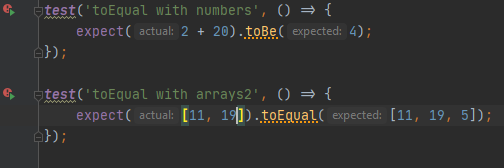 test('toEqual with numbers', () => {
expect( actual: 2 + 20).toBe( expected: 4);
});
test('toEqual with arrays2', () => {
expect( actual: [11, 19]).toEqual( expected: [11, 19, 5]);
});